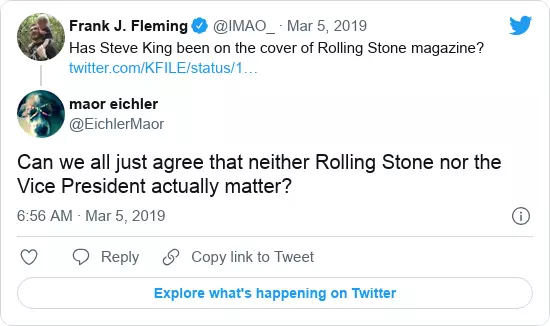 Frank J. Fleming @IMAO_ · Mar 5, 2019
Has Steve King been on the cover of Rolling Stone magazine?
twitter.com/KFILE/status/1…
maor eichler
@EichlerMaor
Can we all just agree that neither Rolling Stone nor the
Vice President actually matter?
6:56 AM · Mar 5, 2019
Reply Copy link to Tweet
Explore what's happening on Twitter